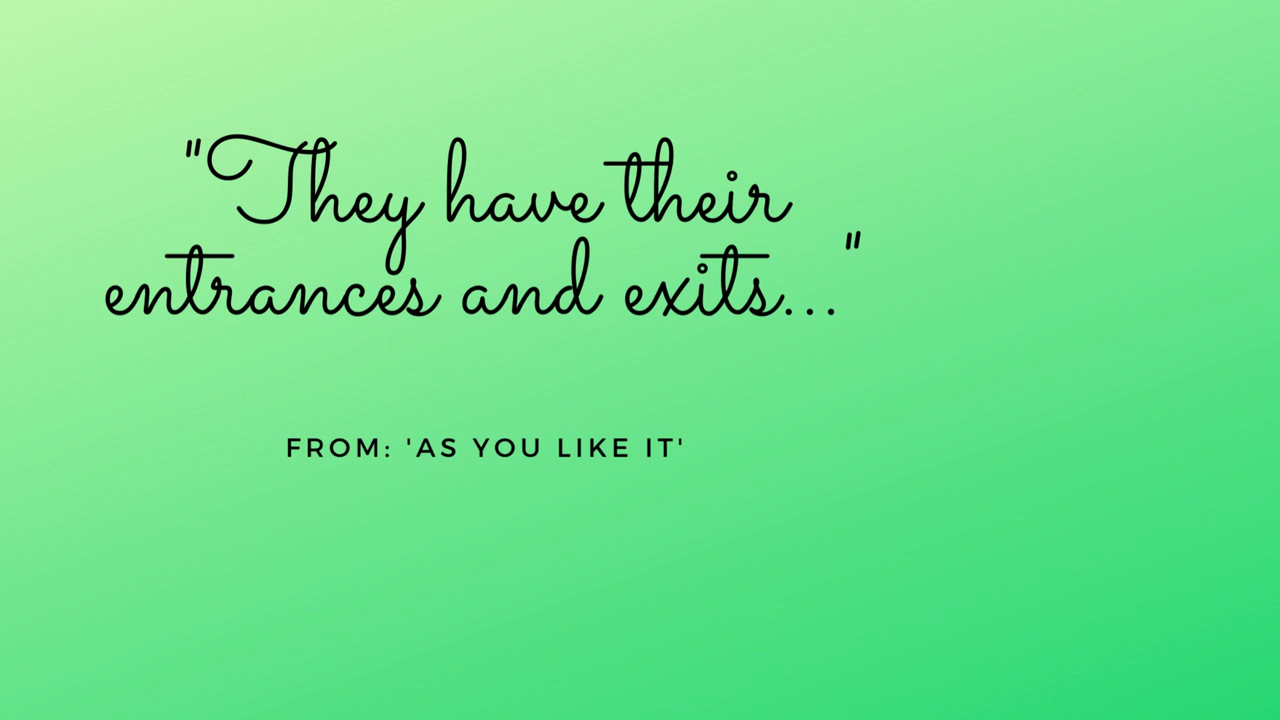 "They have their
entrances and exits..."
FROM: 'AS YOU LIKE IT'